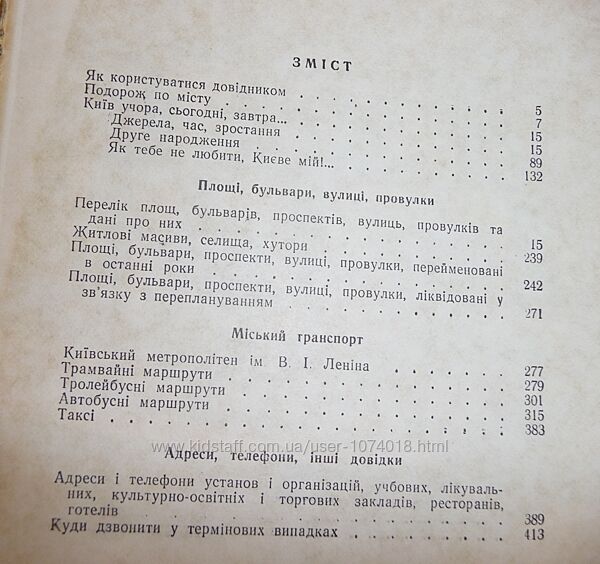 ЗМІСТ
Як користуватися довідником . . . . . . . . . 5
Подорож по місту . . . . . . . . . . . . 7
Київ учора, сьогодні, завтра... . . . . . . . . . 15
Джерела, час, зростання . . . . . . . . . 15
Друге народження . . . . . . . . . . . 89
Як тебе не любити, Києве мій!... . . . . . . . 132
Площі, бульвари, вулиці, провулки
Перелік площ, бульварів, проспектів, вулиць, провулків та
дані про них . . . . . . . . . . . . . 15
Житлові масиви, селища, хутори . . . . . . . . 239
Площі, бульвари, проспекти, вулиці, провулки, перейменовані
в останні роки . . . . . . . . . . . . 242
Площі, бульвари, проспекти, вулиці, провулки, ліквідовані у
зв'язку з переплануванням . . . . . . . . . 271
Міський транспорт
Київський метрополітен ім. В. І. Леніна . . . . . 277
Трамвайні маршрути . . . . . . . . . . . 279
Тролейбусні маршрути . . . . . . . . . . 301
Автобусні маршрути . . . . . . . . . . . 315
Таксі . . . . . . . . . . . . . . . 383
www.kidstaff.com.ua/user-1074018.html
Адреси, телефони, інші довідки
Адреси і телефони установ і організацій, учбових, лікуваль-
них, культурно-освітніх і торгових закладів, ресторанів,
готелів . . . . . . . . . . . . . . 389
Куди дзвонити у термінових випадках . . . . . . 413